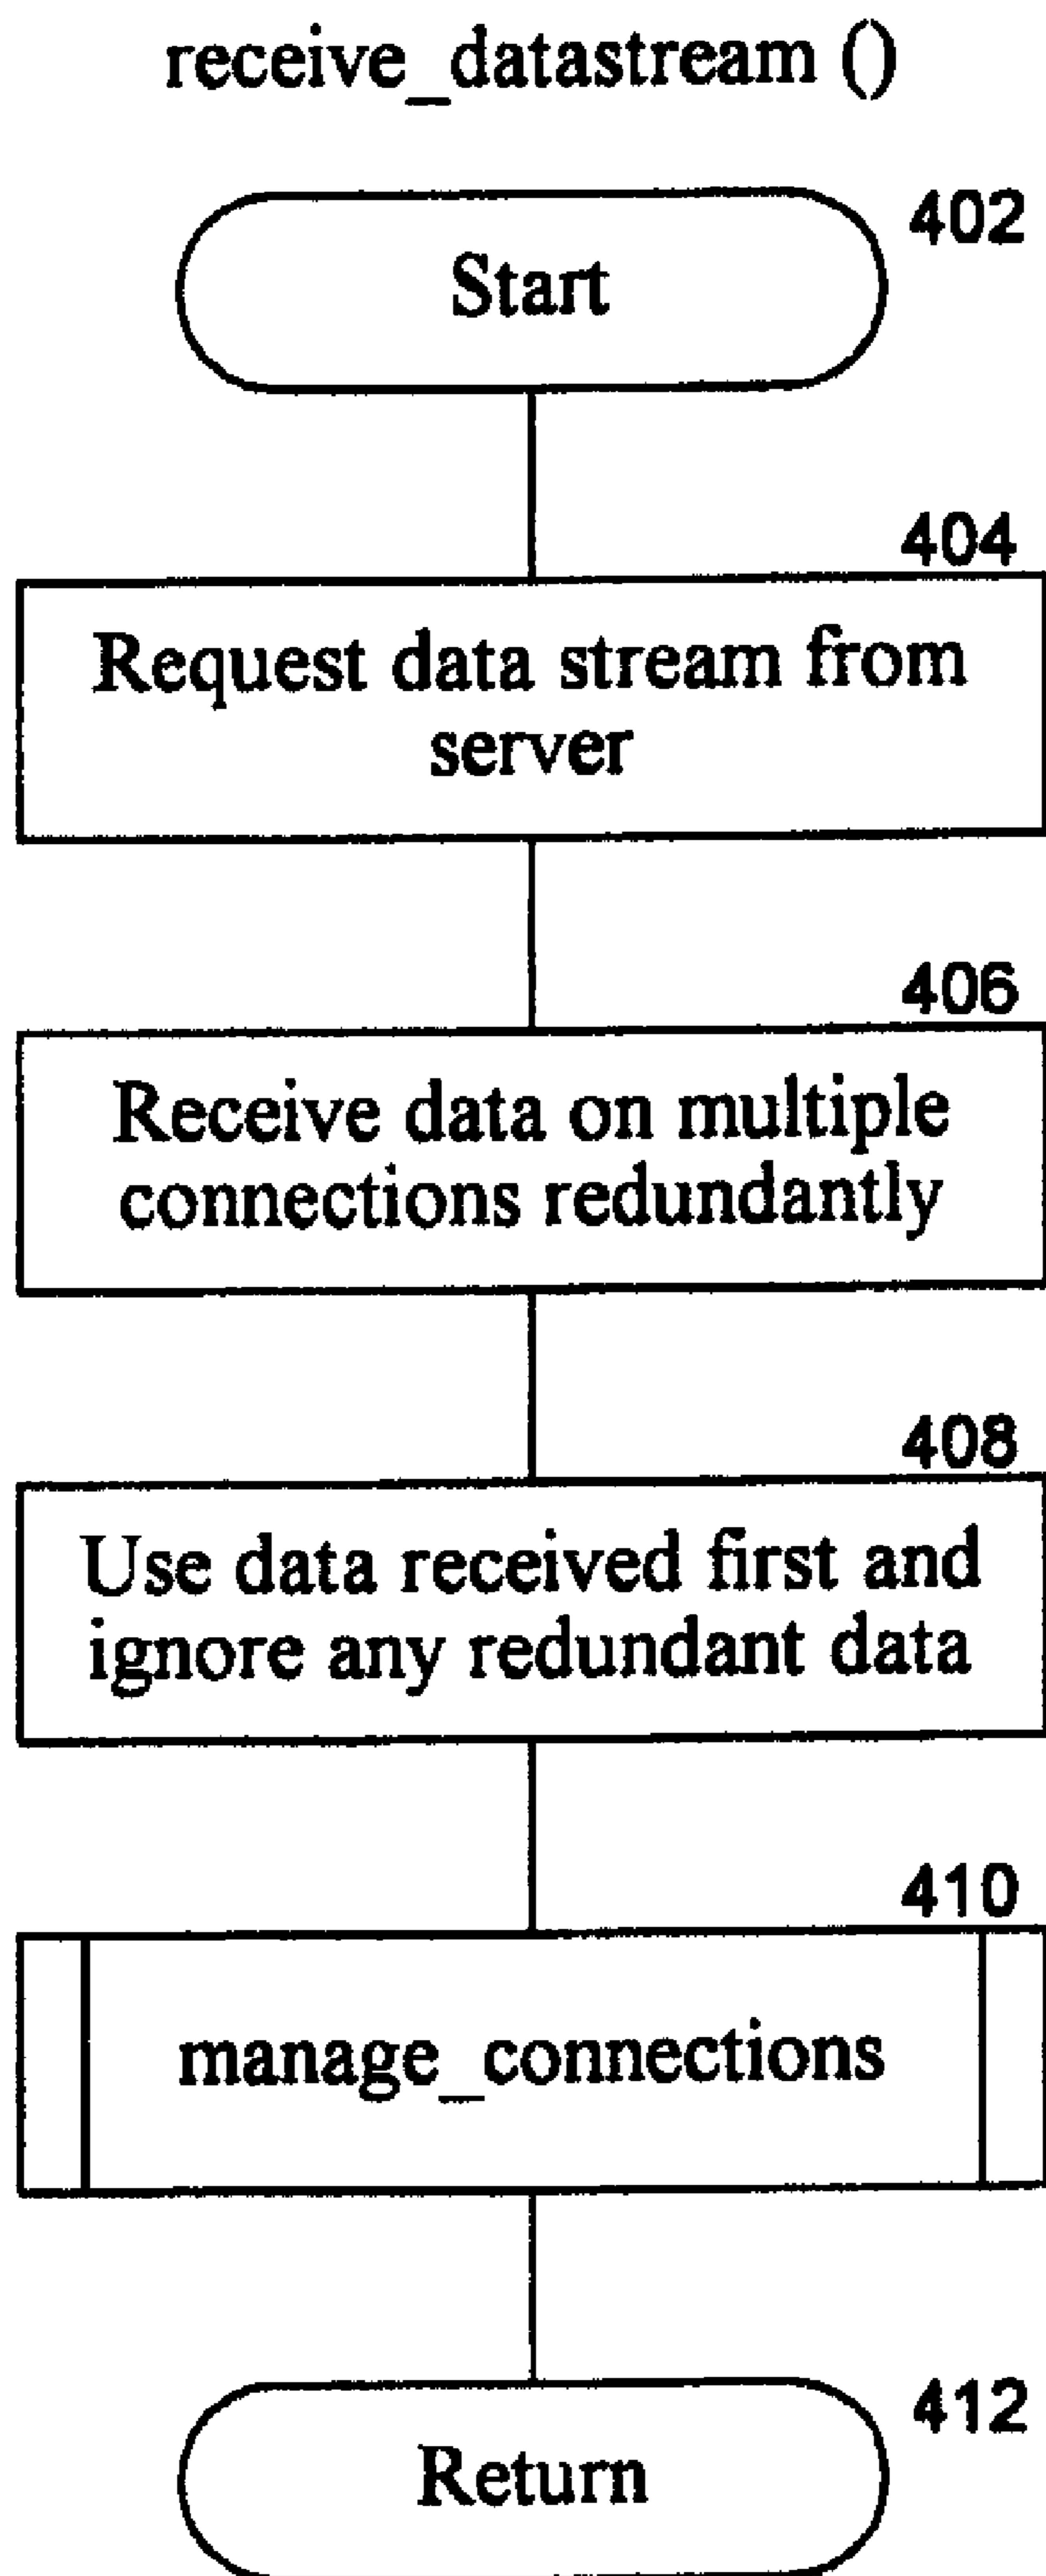 receive_datastream ()
402
Start
404
Request data stream from
server
406
Receive data on multiple
connections redundantly
408
Use data received first and
ignore any redundant data
410
manage_connections
412
Return